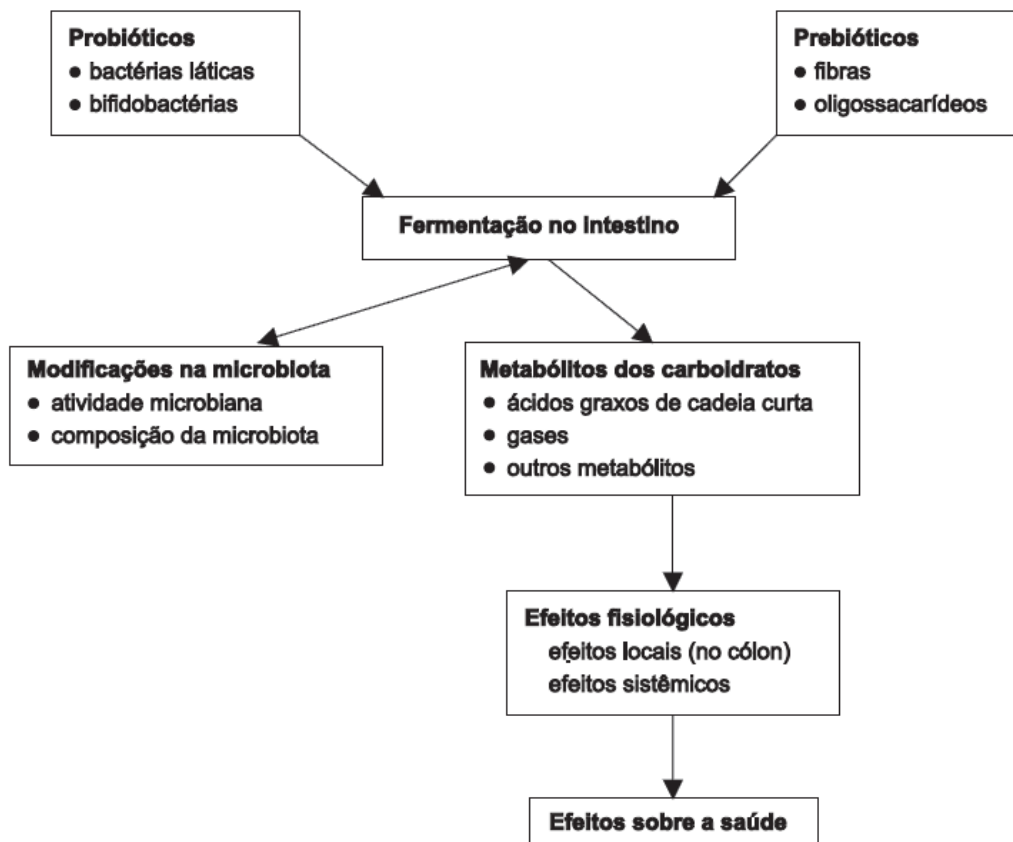 Probióticos
● bactérias láticas
● bifidobactérias
Prebióticos
● fibras
● oligossacarídeos
Fermentação no intestino
Modificações na microbiota
● atividade microbiana
● composição da microbiota
Metabólitos dos carboidratos
● ácidos graxos de cadeia curta
● gases
● outros metabólitos
Efeitos fisiológicos
efeitos locais (no cólon)
efeitos sistêmicos
Efeitos sobre a saúde